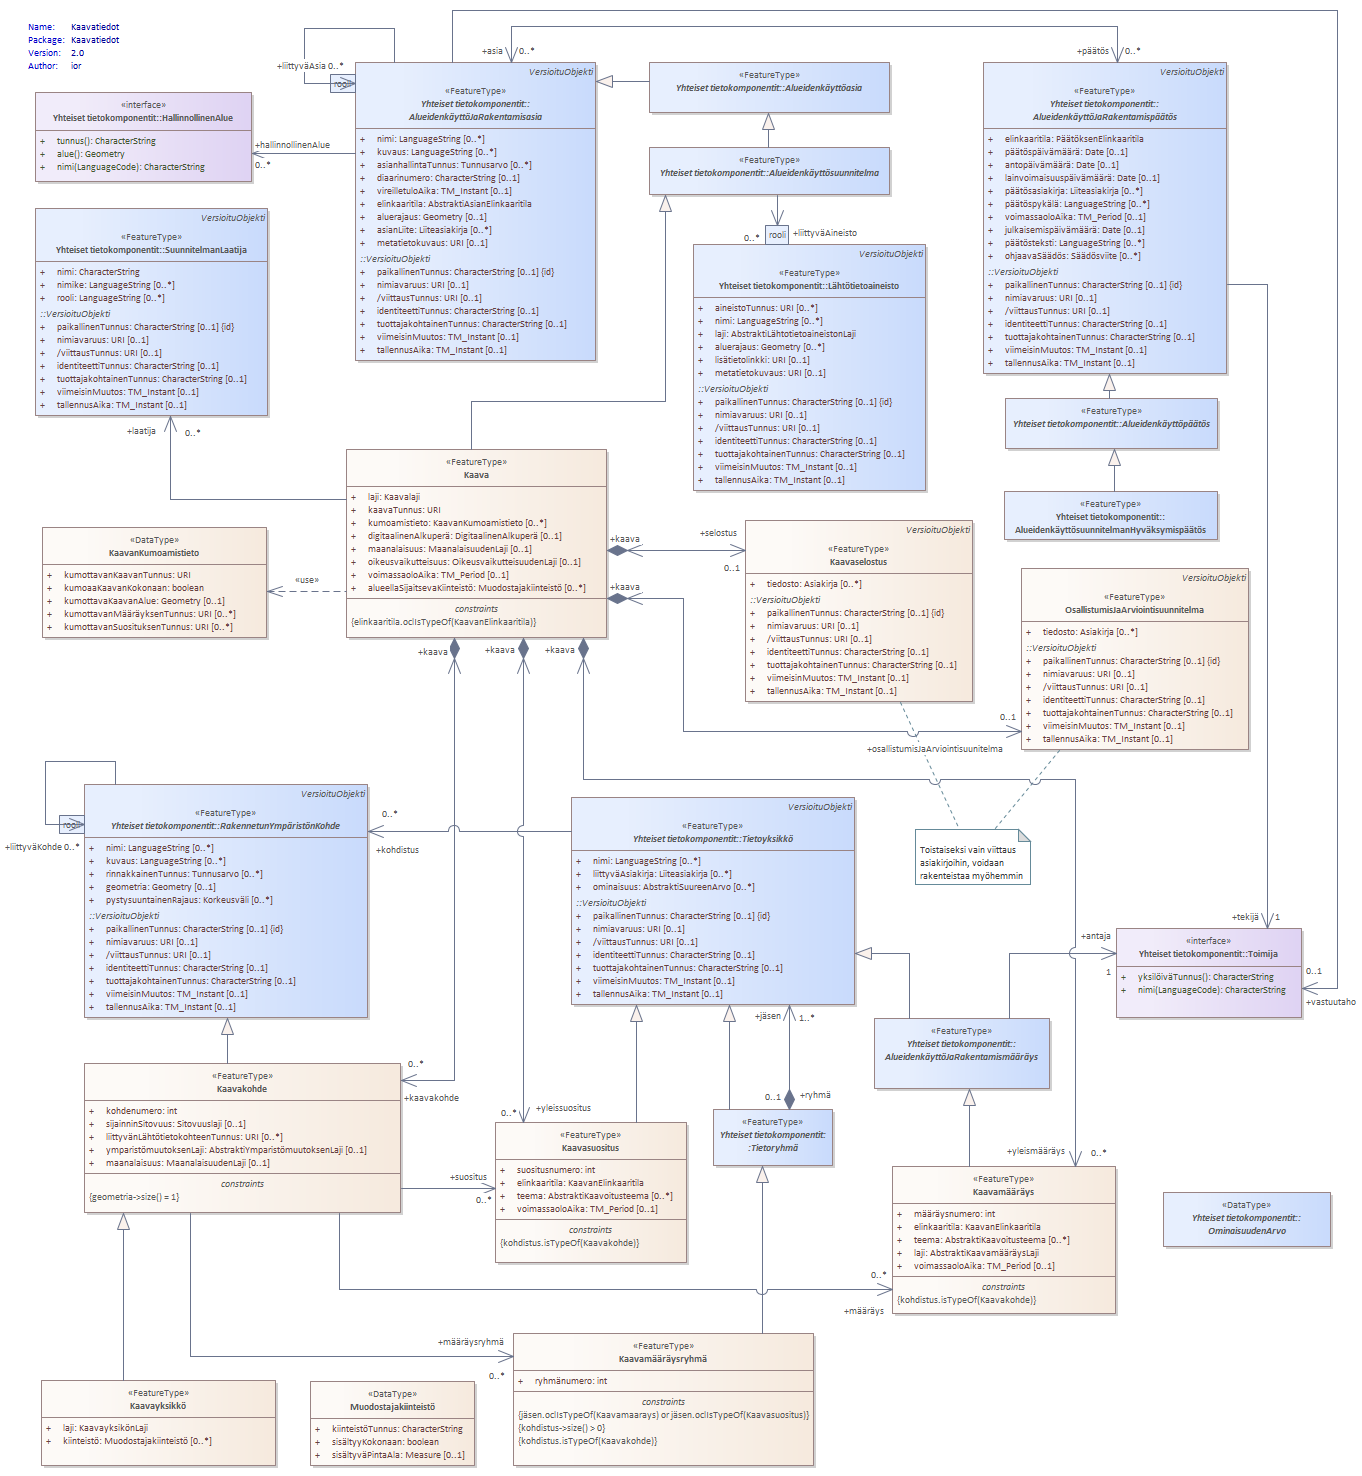 Name: Kaavatiedot
Package: Kaavatiedot
Version: 2.0
Author: ior
«interface»
Yhteiset tietokomponentit::HallinnollinenAlue
+ tunnus(): CharacterString
+ alue(): Geometry
+ nimi(LanguageCode): CharacterString
+hallinnollinenAlue
0..*
+liittyväAsia 0..*
rooli
+asia
0..*
VersioituObjekti
«FeatureType»
Yhteiset tietokomponentit::
AlueidenkäyttöJaRakentamisasia
+ nimi: LanguageString [0..*]
+ kuvaus: LanguageString [0..*]
+ asianhallintaTunnus: Tunnusarvo [0..*]
+ diaarinumero: CharacterString [0..1]
+ vireilletuloAika: TM_Instant [0..1]
+ elinkaaritila: AbstraktiAsianElinkaaritila
+ aluerajaus: Geometry [0..1]
+ asianLiite: Liiteasiakirja [0..*]
+ metatietokuvaus: URI [0..1]
::VersioituObjekti
+ paikallinenTunnus: CharacterString [0..1] {id}
+ nimiavaruus: URI [0..1]
+ /viittausTunnus: URI [0..1]
+ identiteettiTunnus: CharacterString [0..1]
+ tuottajakohtainenTunnus: CharacterString [0..1]
+ viimeisinMuutos: TM_Instant [0..1]
+ tallennusAika: TM_Instant [0..1]
«FeatureType»
Yhteiset tietokomponentit::Alueidenkäyttöasia
«FeatureType»
Yhteiset tietokomponentit::Alueidenkäyttösuunnitelma
0..*
rooli
+liittyväAineisto
VersioituObjekti
«FeatureType»
Yhteiset tietokomponentit::Lähtötietoaineisto
+ aineistoTunnus: URI [0..*]
+ nimi: LanguageString [0..*]
+ laji: AbstraktiLähtotietoaineistonLaji
+ aluerajaus: Geometry [0..*]
+ lisätietolinkki: URI [0..1]
+ metatietokuvaus: URI [0..1]
::VersioituObjekti
+ paikallinenTunnus: CharacterString [0..1] {id}
+ nimiavaruus: URI [0..1]
+ /viittausTunnus: URI [0..1]
+ identiteettiTunnus: CharacterString [0..1]
+ tuottajakohtainenTunnus: CharacterString [0..1]
+ viimeisinMuutos: TM_Instant [0..1]
+ tallennusAika: TM_Instant [0..1]
+päätös
0..*
VersioituObjekti
«FeatureType»
Yhteiset tietokomponentit::
AlueidenkäyttöJaRakentamispäätös
+ elinkaaritila: PäätöksenElinkaaritila
+ päätöspäivämäärä: Date [0..1]
+ antopäivämäärä: Date [0..1]
+ lainvoimaisuuspäivämäärä: Date [0..1]
+ päätösasiakirja: Liiteasiakirja [0..*]
+ päätöspykälä: LanguageString [0..*]
+ voimassaoloAika: TM_Period [0..1]
+ julkaisemispäivämäärä: Date [0..1]
+ päätösteksti: LanguageString [0..*]
+ ohjaavaSäädös: Säädösviite [0..*]
::VersioituObjekti
+ paikallinenTunnus: CharacterString [0..1] {id}
+ nimiavaruus: URI [0..1]
+ /viittausTunnus: URI [0..1]
+ identiteettiTunnus: CharacterString [0..1]
+ tuottajakohtainenTunnus: CharacterString [0..1]
+ viimeisinMuutos: TM_Instant [0..1]
+ tallennusAika: TM_Instant [0..1]
«FeatureType»
Yhteiset tietokomponentit::Alueidenkäyttöpäätös
«FeatureType»
Yhteiset tietokomponentit::
AlueidenkäyttösuunnitelmanHyväksymispäätös
VersioituObjekti
«FeatureType»
Yhteiset tietokomponentit::SuunnitelmanLaatija
+ nimi: CharacterString
+ nimike: LanguageString [0..*]
+ rooli: LanguageString [0..*]
::VersioituObjekti
+ paikallinenTunnus: CharacterString [0..1] {id}
+ nimiavaruus: URI [0..1]
+ /viittausTunnus: URI [0..1]
+ identiteettiTunnus: CharacterString [0..1]
+ tuottajakohtainenTunnus: CharacterString [0..1]
+ viimeisinMuutos: TM_Instant [0..1]
+ tallennusAika: TM_Instant [0..1]
+laatija
0..*
«FeatureType»
Kaava
+ laji: Kaavalaji
+ kaavaTunnus: URI
+ kumoamistieto: KaavanKumoamistieto [0..*]
+ digitaalinenAlkuperä: DigitaalinenAlkuperä [0..1]
+ maanalaisuus: MaanalaisuudenLaji [0..1]
+ oikeusvaikutteisuus: OikeusvaikutteisuudenLaji [0..1]
+ voimassaoloAika: TM_Period [0..1]
+ alueellaSijaitsevaKiinteistö: Muodostajakiinteistö [0..*]
constraints
{elinkaaritila.oclIsTypeOf(KaavanElinkaaritila)}
«use»
«DataType»
KaavanKumoamistieto
+ kumottavanKaavanTunnus: URI
+ kumoaaKaavanKokonaan: boolean
+ kumottavaKaavanAlue: Geometry [0..1]
+ kumottavanMääräyksenTunnus: URI [0..*]
+ kumottavanSuosituksenTunnus: URI [0..*]
+kaava
+selostus
0..1
+kaava
VersioituObjekti
«FeatureType»
Kaavaselostus
+ tiedosto: Asiakirja [0..*]
::VersioituObjekti
+ paikallinenTunnus: CharacterString [0..1] {id}
+ nimiavaruus: URI [0..1]
+ /viittausTunnus: URI [0..1]
+ identiteettiTunnus: CharacterString [0..1]
+ tuottajakohtainenTunnus: CharacterString [0..1]
+ viimeisinMuutos: TM_Instant [0..1]
+ tallennusAika: TM_Instant [0..1]
VersioituObjekti
«FeatureType»
OsallistumisJaArviointisuunnitelma
+ tiedosto: Asiakirja [0..*]
::VersioituObjekti
+ paikallinenTunnus: CharacterString [0..1] {id}
+ nimiavaruus: URI [0..1]
+ /viittausTunnus: URI [0..1]
+ identiteettiTunnus: CharacterString [0..1]
+ tuottajakohtainenTunnus: CharacterString [0..1]
+ viimeisinMuutos: TM_Instant [0..1]
+ tallennusAika: TM_Instant [0..1]
0..1
+osallistumisJaArviointisuunitelma
+kaava
+kaava
+kaava
Toistaiseksi vain viittaus
asiakirjoihin, voidaan
rakenteistaa myöhemmin
rooli
+liittyväKohde 0..*
VersioituObjekti
«FeatureType»
Yhteiset tietokomponentit::RakennetunYmpäristönKohde
+ nimi: LanguageString [0..*]
+ kuvaus: LanguageString [0..*]
+ rinnakkainenTunnus: Tunnusarvo [0..*]
+ geometria: Geometry [0..1]
+ pystysuuntainenRajaus: Korkeusväli [0..*]
::VersioituObjekti
+ paikallinenTunnus: CharacterString [0..1] {id}
+ nimiavaruus: URI [0..1]
+ /viittausTunnus: URI [0..1]
+ identiteettiTunnus: CharacterString [0..1]
+ tuottajakohtainenTunnus: CharacterString [0..1]
+ viimeisinMuutos: TM_Instant [0..1]
+ tallennusAika: TM_Instant [0..1]
0..*
+kohdistus
VersioituObjekti
«FeatureType»
Yhteiset tietokomponentit::Tietoyksikkö
+ nimi: LanguageString [0..*]
+ liittyväAsiakirja: Liiteasiakirja [0..*]
+ ominaisuus: AbstraktiSuureenArvo [0..*]
::VersioituObjekti
+ paikallinenTunnus: CharacterString [0..1] {id}
+ nimiavaruus: URI [0..1]
+ /viittausTunnus: URI [0..1]
+ identiteettiTunnus: CharacterString [0..1]
+ tuottajakohtainenTunnus: CharacterString [0..1]
+ viimeisinMuutos: TM_Instant [0..1]
+ tallennusAika: TM_Instant [0..1]
+tekijä
1
+antaja
1
«interface»
Yhteiset tietokomponentit::Toimija
+ yksilöiväTunnus(): CharacterString
+ nimi(LanguageCode): CharacterString
0..1
+vastuutaho
+jäsen
1..*
0..1
+ryhmä
«FeatureType»
Yhteiset tietokomponentit::
AlueidenkäyttöJaRakentamismääräys
«FeatureType»
Yhteiset tietokomponentit:
:Tietoryhmä
«FeatureType»
Kaavakohde
+ kohdenumero: int
+ sijainninSitovuus: Sitovuuslaji [0..1]
+ liittyvänLähtötietokohteenTunnus: URI [0..*]
+ ympäristömuutoksenLaji: AbstraktiYmparistömuutoksenLaji [0..1]
+ maanalaisuus: MaanalaisuudenLaji [0..1]
constraints
{geometria->size() = 1}
0..*
+kaavakohde
0..*
+yleissuositus
+suositus
0..*
«FeatureType»
Kaavasuositus
+ suositusnumero: int
+ elinkaaritila: KaavanElinkaaritila
+ teema: AbstraktiKaavoitusteema [0..*]
+ voimassaoloAika: TM_Period [0..1]
constraints
{kohdistus.isTypeOf(Kaavakohde)}
+yleismääräys
0..*
«FeatureType»
Kaavamääräys
+ määräysnumero: int
+ elinkaaritila: KaavanElinkaaritila
+ teema: AbstraktiKaavoitusteema [0..*]
+ laji: AbstraktiKaavamääräysLaji
+ voimassaoloAika: TM_Period [0..1]
constraints
{kohdistus.isTypeOf(Kaavakohde)}
0..*
+määräys
«DataType»
Yhteiset tietokomponentit::
OminaisuudenArvo
+määräysryhmä
0..*
«FeatureType»
Kaavamääräysryhmä
+ ryhmänumero: int
constraints
{jäsen.oclIsTypeOf(Kaavamaarays) or jäsen.oclIsTypeOf(Kaavasuositus)}
{kohdistus->size() > 0}
{kohdistus.isTypeOf(Kaavakohde)}
«FeatureType»
Kaavayksikkö
+ laji: KaavayksikönLaji
+ kiinteistö: Muodostajakiinteistö [0..*]
«DataType»
Muodostajakiinteistö
+ kiinteistöTunnus: CharacterString
+ sisältyyKokonaan: boolean
+ sisältyväPintaAla: Measure [0..1]